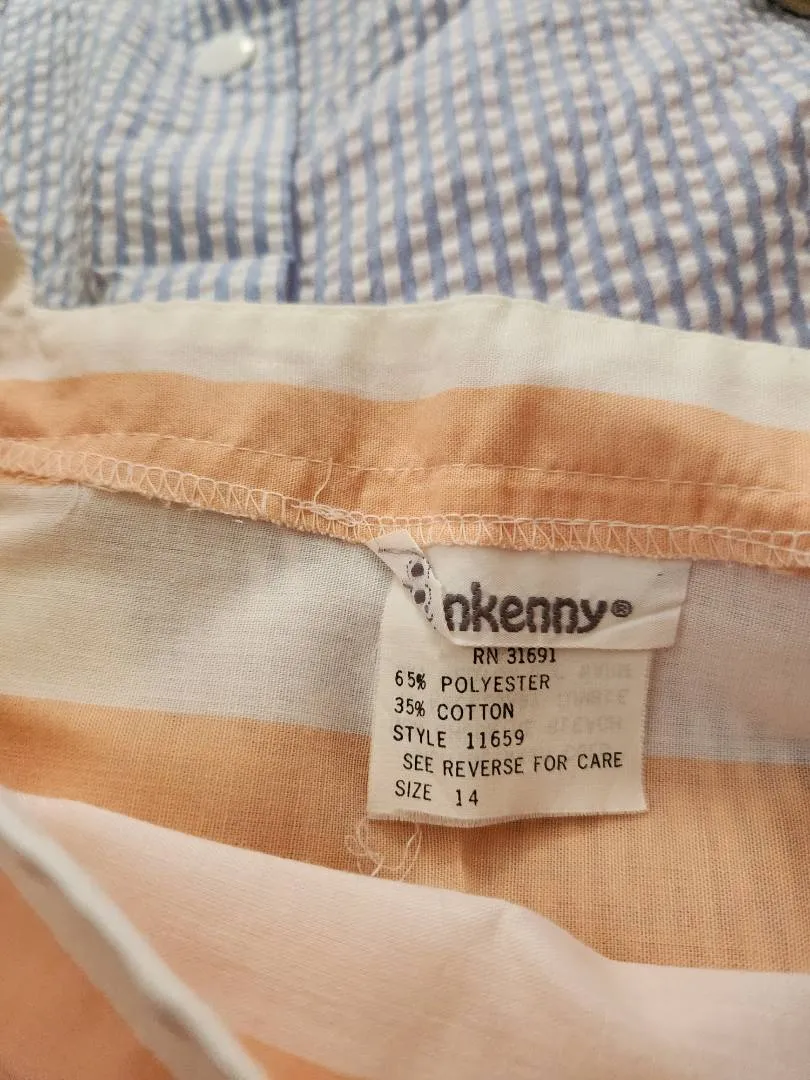 nkenny®
RN 31691
65% POLYESTER
35% COTTON
STYLE 11659
SEE REVERSE FOR CARE
SIZE 14